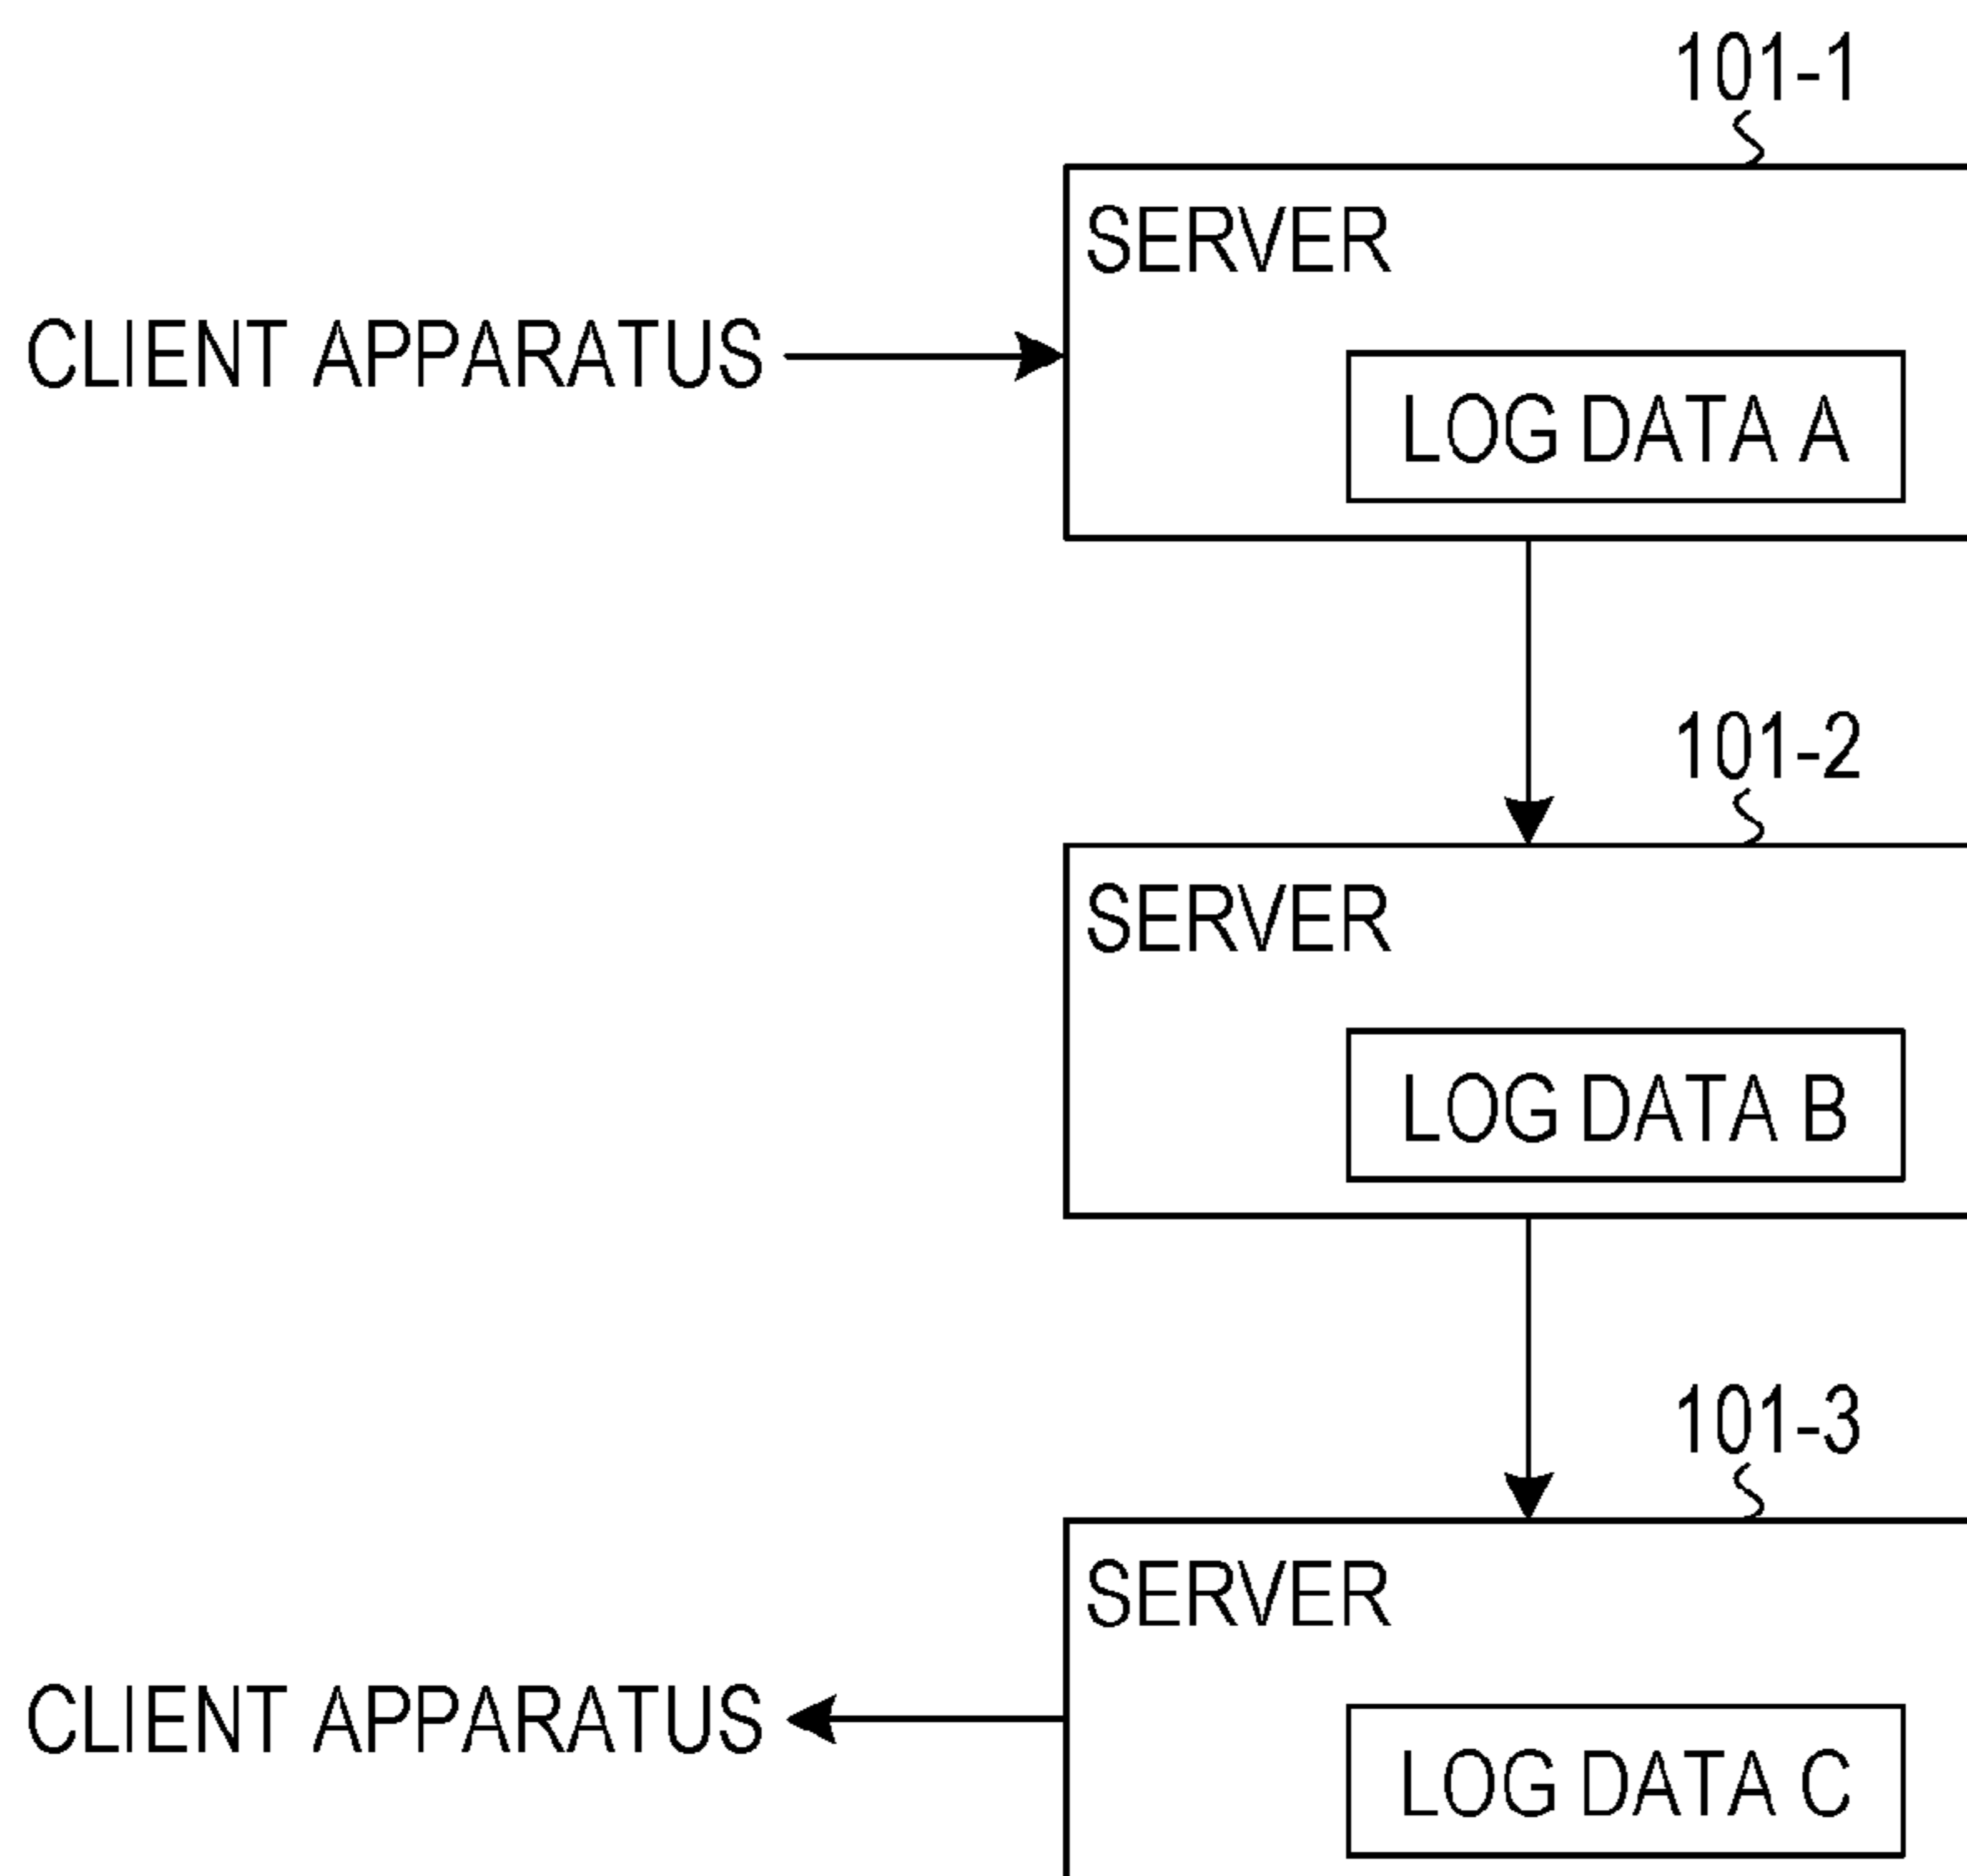 101-1
SERVER
CLIENT APPARATUS
LOG DATA A
101-2
SERVER
LOG DATA B
101-3
SERVER
CLIENT APPARATUS
LOG DATA C